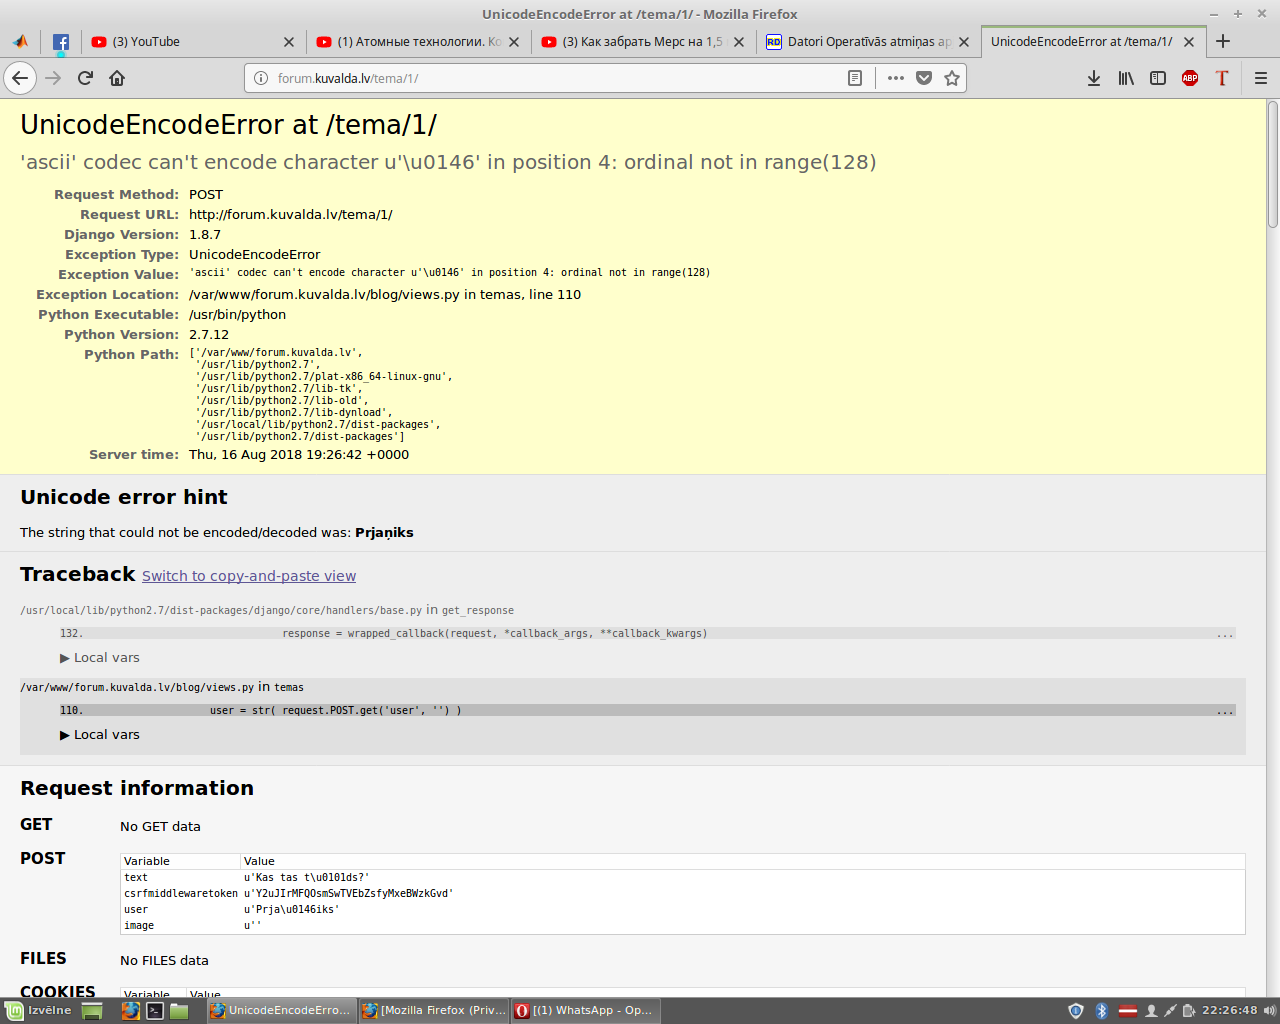 UnicodeEncodeError at /tema/1/ - Mozilla Firefox
(3) YouTube
(1) Атомные технологии. Ко
(3) Как забрать Мерс на 1,5
RD Datori Operatīvās atmiņas ap
UnicodeEncodeError at /tema/1/
forum.kuvalda.lv/tema/1/
ABP
T
UnicodeEncodeError at /tema/1/
'ascii' codec can't encode character u'\u0146' in position 4: ordinal not in range(128)
Request Method: POST
Request URL: http://forum.kuvalda.lv/tema/1/
Django Version: 1.8.7
Exception Type: UnicodeEncodeError
Exception Value: 'ascii' codec can't encode character u'\u0146' in position 4: ordinal not in range(128)
Exception Location: /var/www/forum.kuvalda.lv/blog/views.py in temas, line 110
Python Executable: /usr/bin/python
Python Version: 2.7.12
Python Path: ['/var/www/forum.kuvalda.lv',
'/usr/lib/python2.7',
'/usr/lib/python2.7/plat-x86_64-linux-gnu',
'/usr/lib/python2.7/lib-tk',
'/usr/lib/python2.7/lib-old',
'/usr/lib/python2.7/lib-dynload',
'/usr/local/lib/python2.7/dist-packages',
'/usr/lib/python2.7/dist-packages']
Server time: Thu, 16 Aug 2018 19:26:42 +0000
Unicode error hint
The string that could not be encoded/decoded was: Prjaņiks
Traceback Switch to copy-and-paste view
/usr/local/lib/python2.7/dist-packages/django/core/handlers/base.py in get_response
132. response = wrapped_callback(request, *callback_args, **callback_kwargs) ...
▶ Local vars
/var/www/forum.kuvalda.lv/blog/views.py in temas
110. user = str( request.POST.get('user', '') ) ...
▶ Local vars
Request information
GET No GET data
POST Variable Value
text u'Kas tas t\u0101ds?'
csrfmiddlewaretoken u'Y2uJIrMFQOsmSwTVEbZsfyMxeBWzkGvd'
user u'Prja\u0146iks'
image u''
FILES No FILES data
COOKIES Variable Value
Izvēlne UnicodeEncodeErro... [Mozilla Firefox (Priv... [(1) WhatsApp - Op... 22:26:48